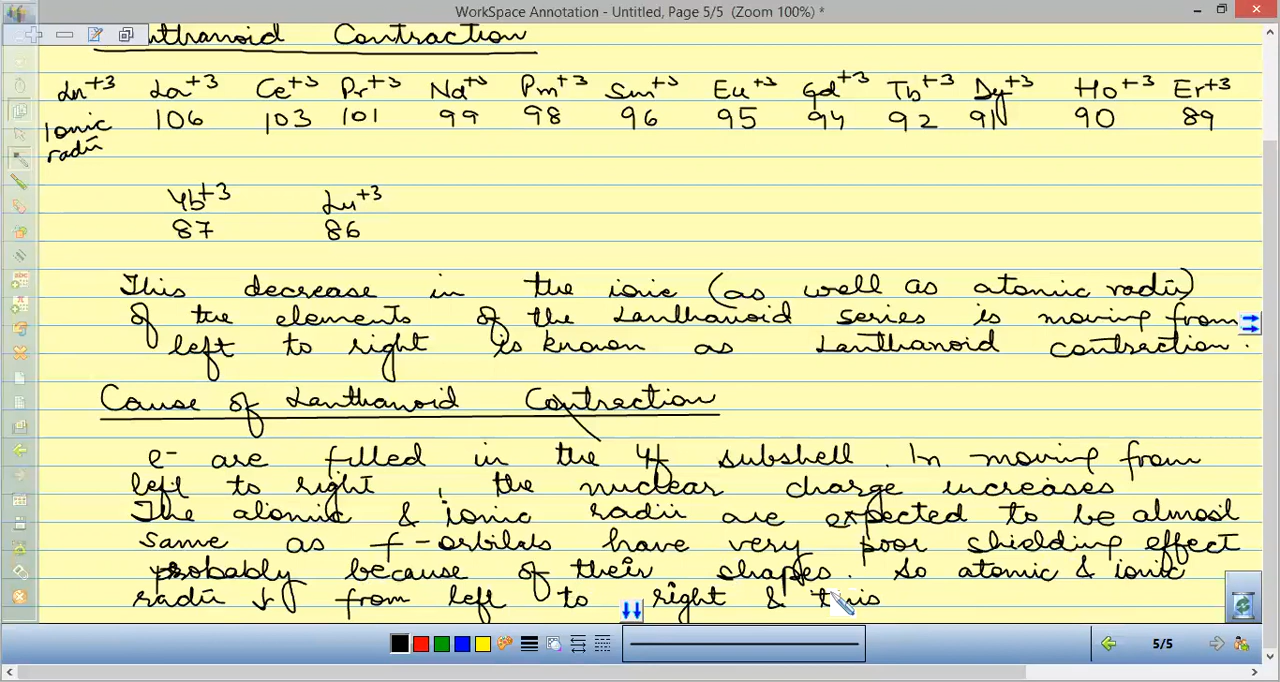 WorkSpace Annotation - Untitled, Page 5/5 (Zoom 100%) *
nthanoid Contraction
Ln+3 La+3 Ce+3 Pr+3 Nd+3 Pm+3 Sm+3 Eu+3 Gd+3 Tb+3 Dy+3 Ho+3 Er+3
Ionic radii 106 103 101 99 98 96 95 94 92 91 90 89
Yb+3 Lu+3
87 86
This decrease in the ionic (as well as atomic radii)
of the elements of the Lanthanoid series is moving from
left to right is known as Lanthanoid contraction.
Cause of Lanthanoid Contraction
e- are filled in the 4f subshell. In moving from
left to right, the nuclear charge increases
The atomic & ionic radii are expected to be almost
same as f-orbitals have very poor shielding effect
probably because of their shapes. So atomic & ionic
radii ↓ from left to right & this
5/5